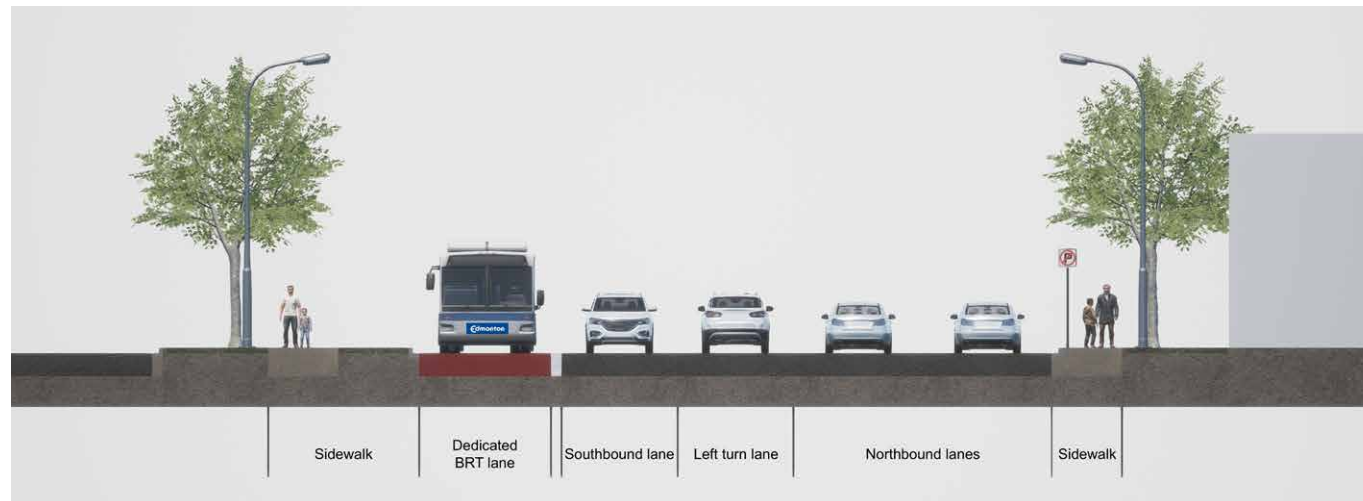 Edmonton
P
Sidewalk
Dedicated
BRT lane
Southbound lane
Left turn lane
Northbound lanes
Sidewalk